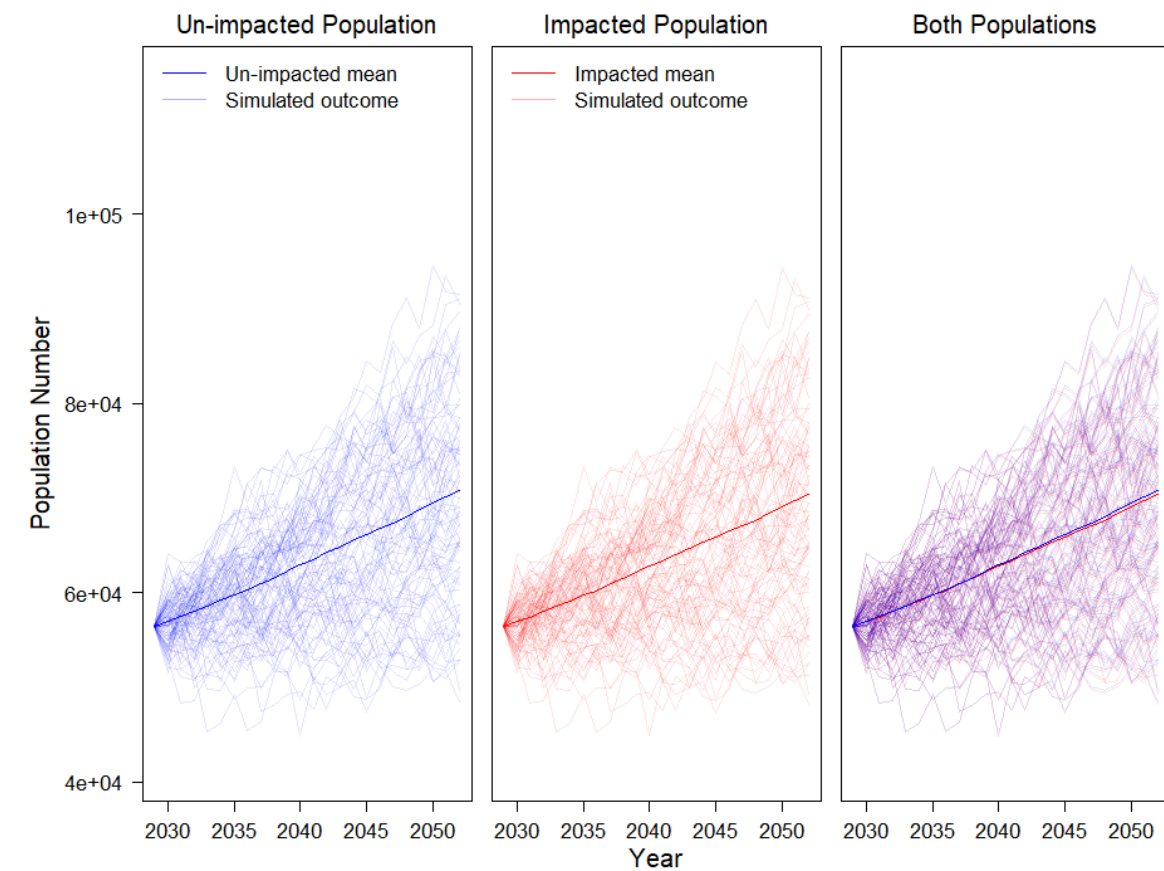 Un-impacted Population
Impacted Population
Both Populations
Un-impacted mean
Simulated outcome
Impacted mean
Simulated outcome
Population Number
1e+05
8e+04
6e+04
4e+04
2030 2035 2040 2045 2050
2030 2035 2040 2045 2050
2030 2035 2040 2045 2050
Year